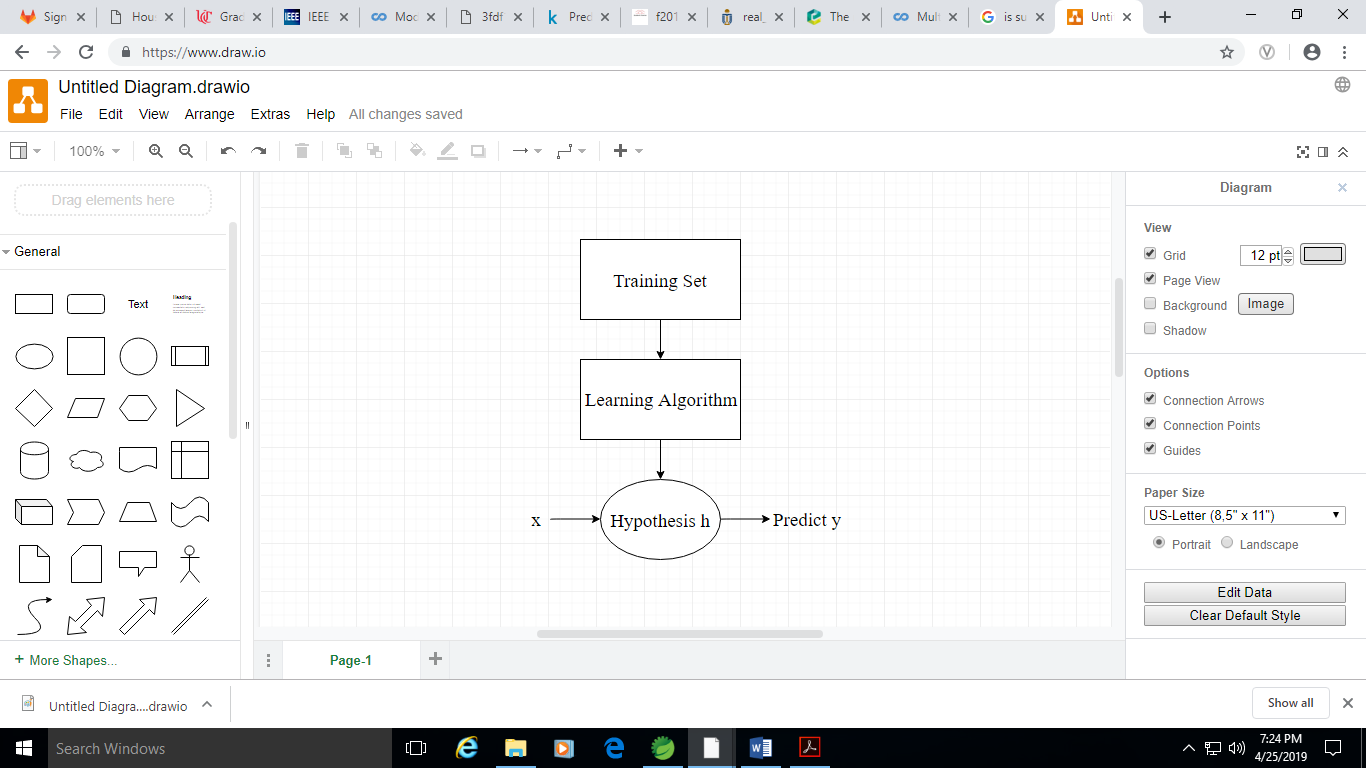 Sign
Hous
Grad
IEEE
IEEE
Moc
3fdf
Pred
f201
real_
The
Mult
is su
Unti
https://www.draw.io
Untitled Diagram.drawio
File Edit View Arrange Extras Help All changes saved
100%
Drag elements here
General
Text
Heading
Training Set
Learning Algorithm
x
Hypothesis h
Predict y
Diagram
View
Grid 12 pt
Page View
Background Image
Shadow
Options
Connection Arrows
Connection Points
Guides
Paper Size
US-Letter (8,5" x 11")
Portrait Landscape
Edit Data
Clear Default Style
+ More Shapes...
Page-1
Untitled Diagra....drawio
Show all
Search Windows
7:24 PM
4/25/2019